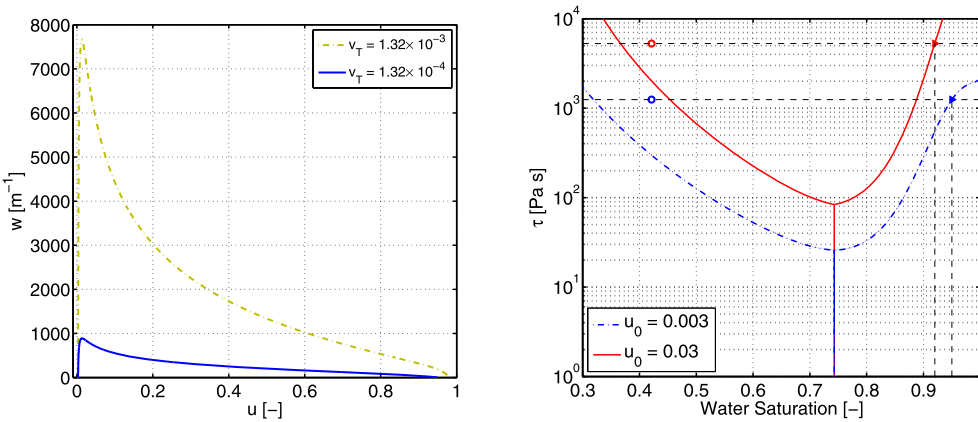 8000
7000
6000
5000
4000
3000
2000
1000
0
w [m⁻¹]
0 0.2 0.4 0.6 0.8 1
u [−]
v_T = 1.32× 10⁻³
v_T = 1.32× 10⁻⁴
10⁴
10³
10²
10¹
10⁰
τ [Pa s]
0.3 0.4 0.5 0.6 0.7 0.8 0.9
Water Saturation [−]
u₀ = 0.003
u₀ = 0.03